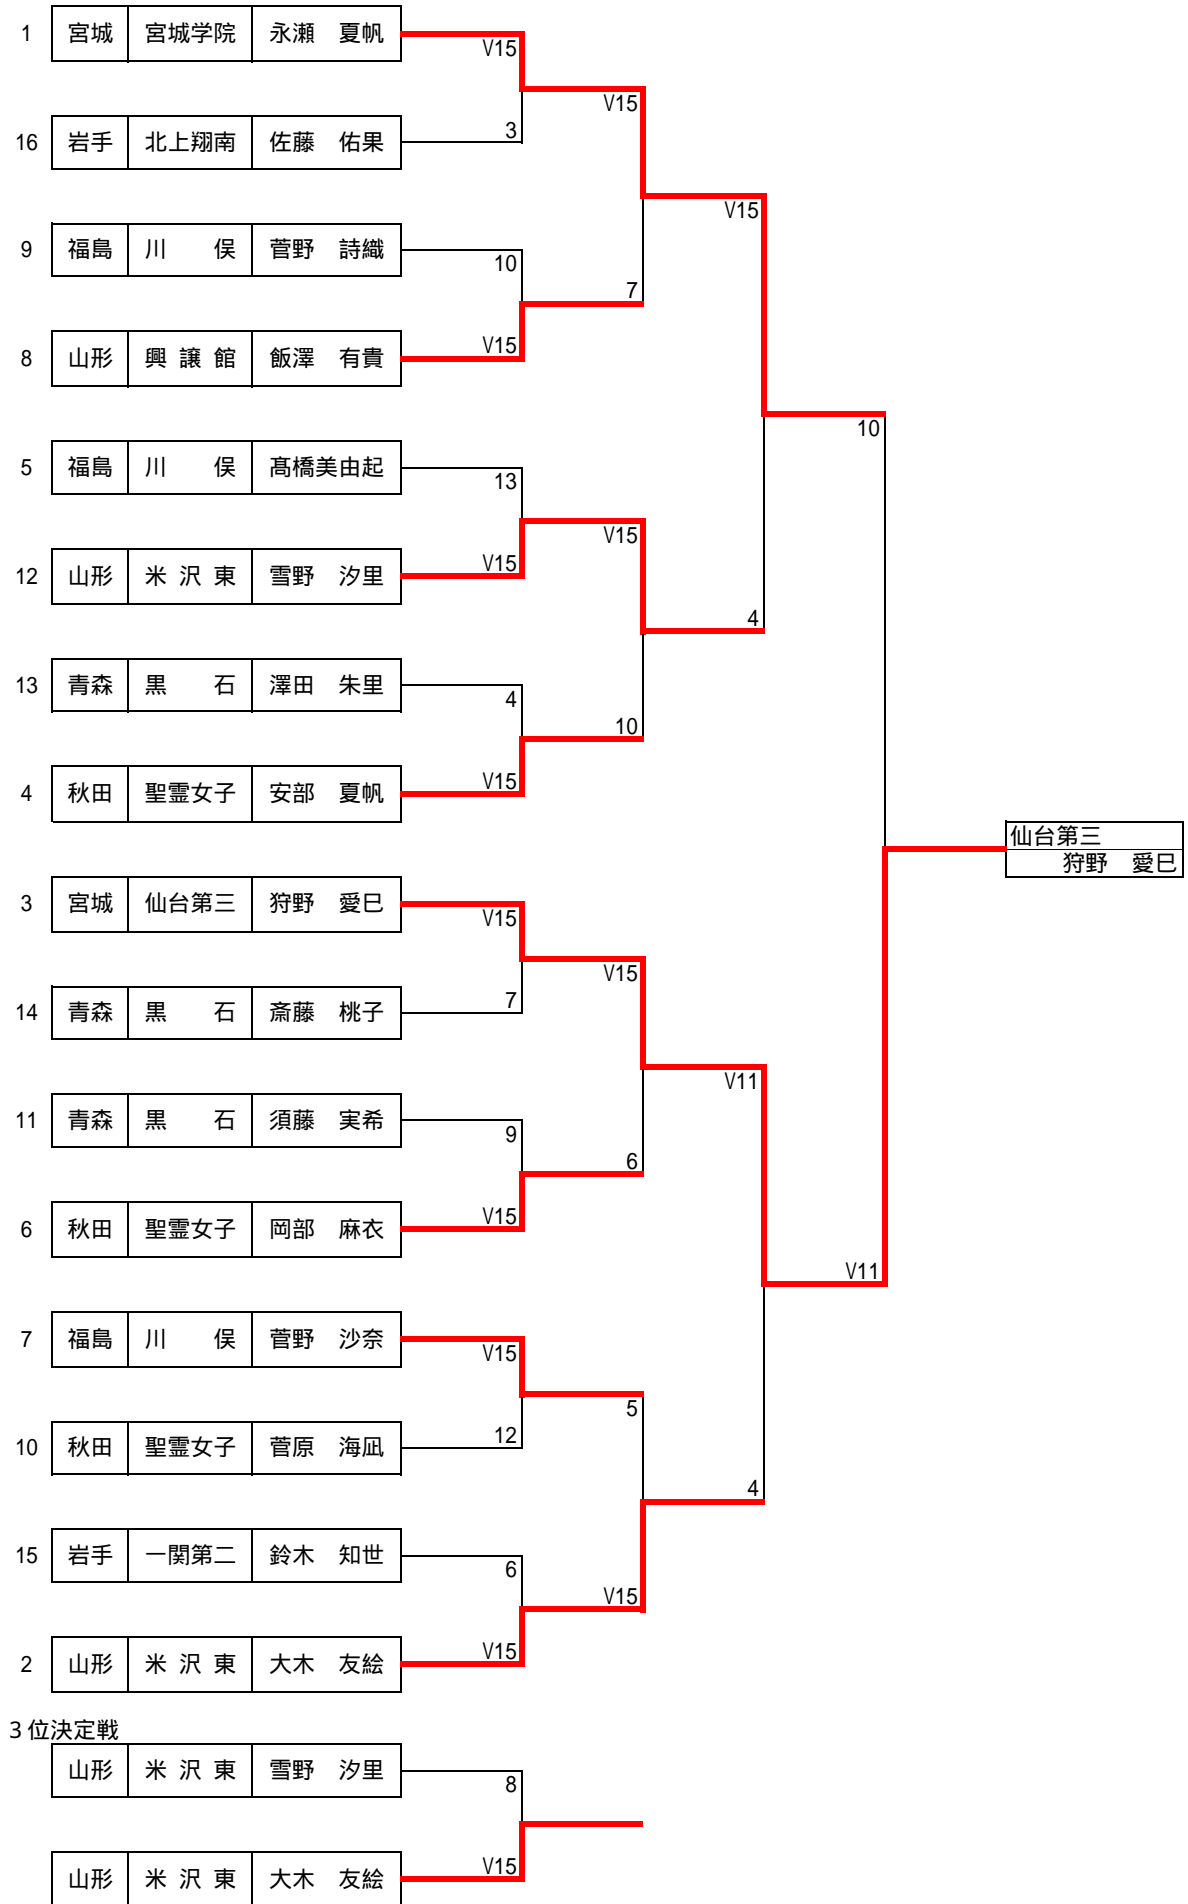 1 宮城 宮城学院 永瀬　夏帆
V15
V15
3
16 岩手 北上翔南 佐藤　佑果
V15
9 福島 川　　俣 菅野　詩織
10
7
8 山形 興 譲 館 飯澤　有貴
V15
10
5 福島 川　　俣 髙橋美由起
13
V15
12 山形 米 沢 東 雪野　汐里
V15
4
13 青森 黒　　石 澤田　朱里
4
10
4 秋田 聖霊女子 安部　夏帆
V15
仙台第三
狩野　愛巳
3 宮城 仙台第三 狩野　愛巳
V15
V15
14 青森 黒　　石 斎藤　桃子
7
V11
11 青森 黒　　石 須藤　実希
9
6
6 秋田 聖霊女子 岡部　麻衣
V15
V11
7 福島 川　　俣 菅野　沙奈
V15
5
10 秋田 聖霊女子 菅原　海凪
12
4
15 岩手 一関第二 鈴木　知世
6
V15
2 山形 米 沢 東 大木　友絵
V15
３位決定戦
山形 米 沢 東 雪野　汐里
8
山形 米 沢 東 大木　友絵
V15